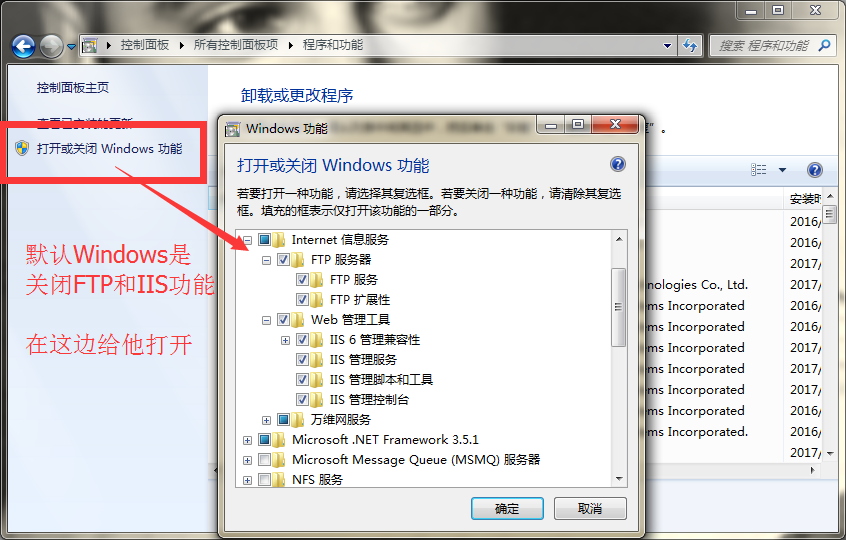 控制面板 所有控制面板项 程序和功能
搜索 程序和功能
控制面板主页
卸载或更改程序
查看已安装的更新
打开或关闭 Windows 功能
Windows 功能
打开或关闭 Windows 功能
若要打开一种功能，请选择其复选框。若要关闭一种功能，请清除其复选
框。填充的框表示仅打开该功能的一部分。
Internet 信息服务
FTP 服务器
FTP 服务
FTP 扩展性
Web 管理工具
IIS 6 管理兼容性
IIS 管理服务
IIS 管理脚本和工具
IIS 管理控制台
万维网服务
Microsoft .NET Framework 3.5.1
Microsoft Message Queue (MSMQ) 服务器
NFS 服务
确定
取消
默认Windows是
关闭FTP和IIS功能
在这边给他打开
安装时
2016/
2016/
2016/
nologies Co., Ltd. 2016/
ms Incorporated 2016/
ms Incorporated 2017/
ms Incorporated 2017/
ms Incorporated 2017/
ms Incorporated 2016/
ms Incorporated 2016/
ms Incorporated. 2016/
2017/